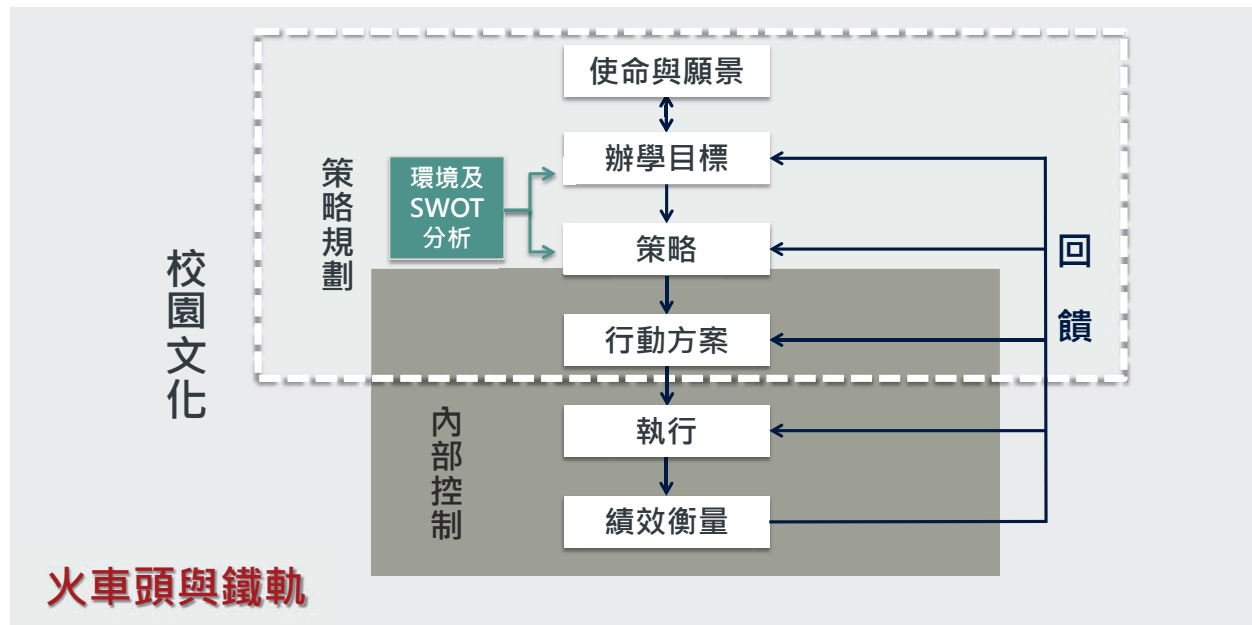 使命與願景
辦學目標
環境及
SWOT
分析
策略
行動方案
執行
績效衡量
策略規劃
校園文化
內部控制
回饋
火車頭與鐵軌